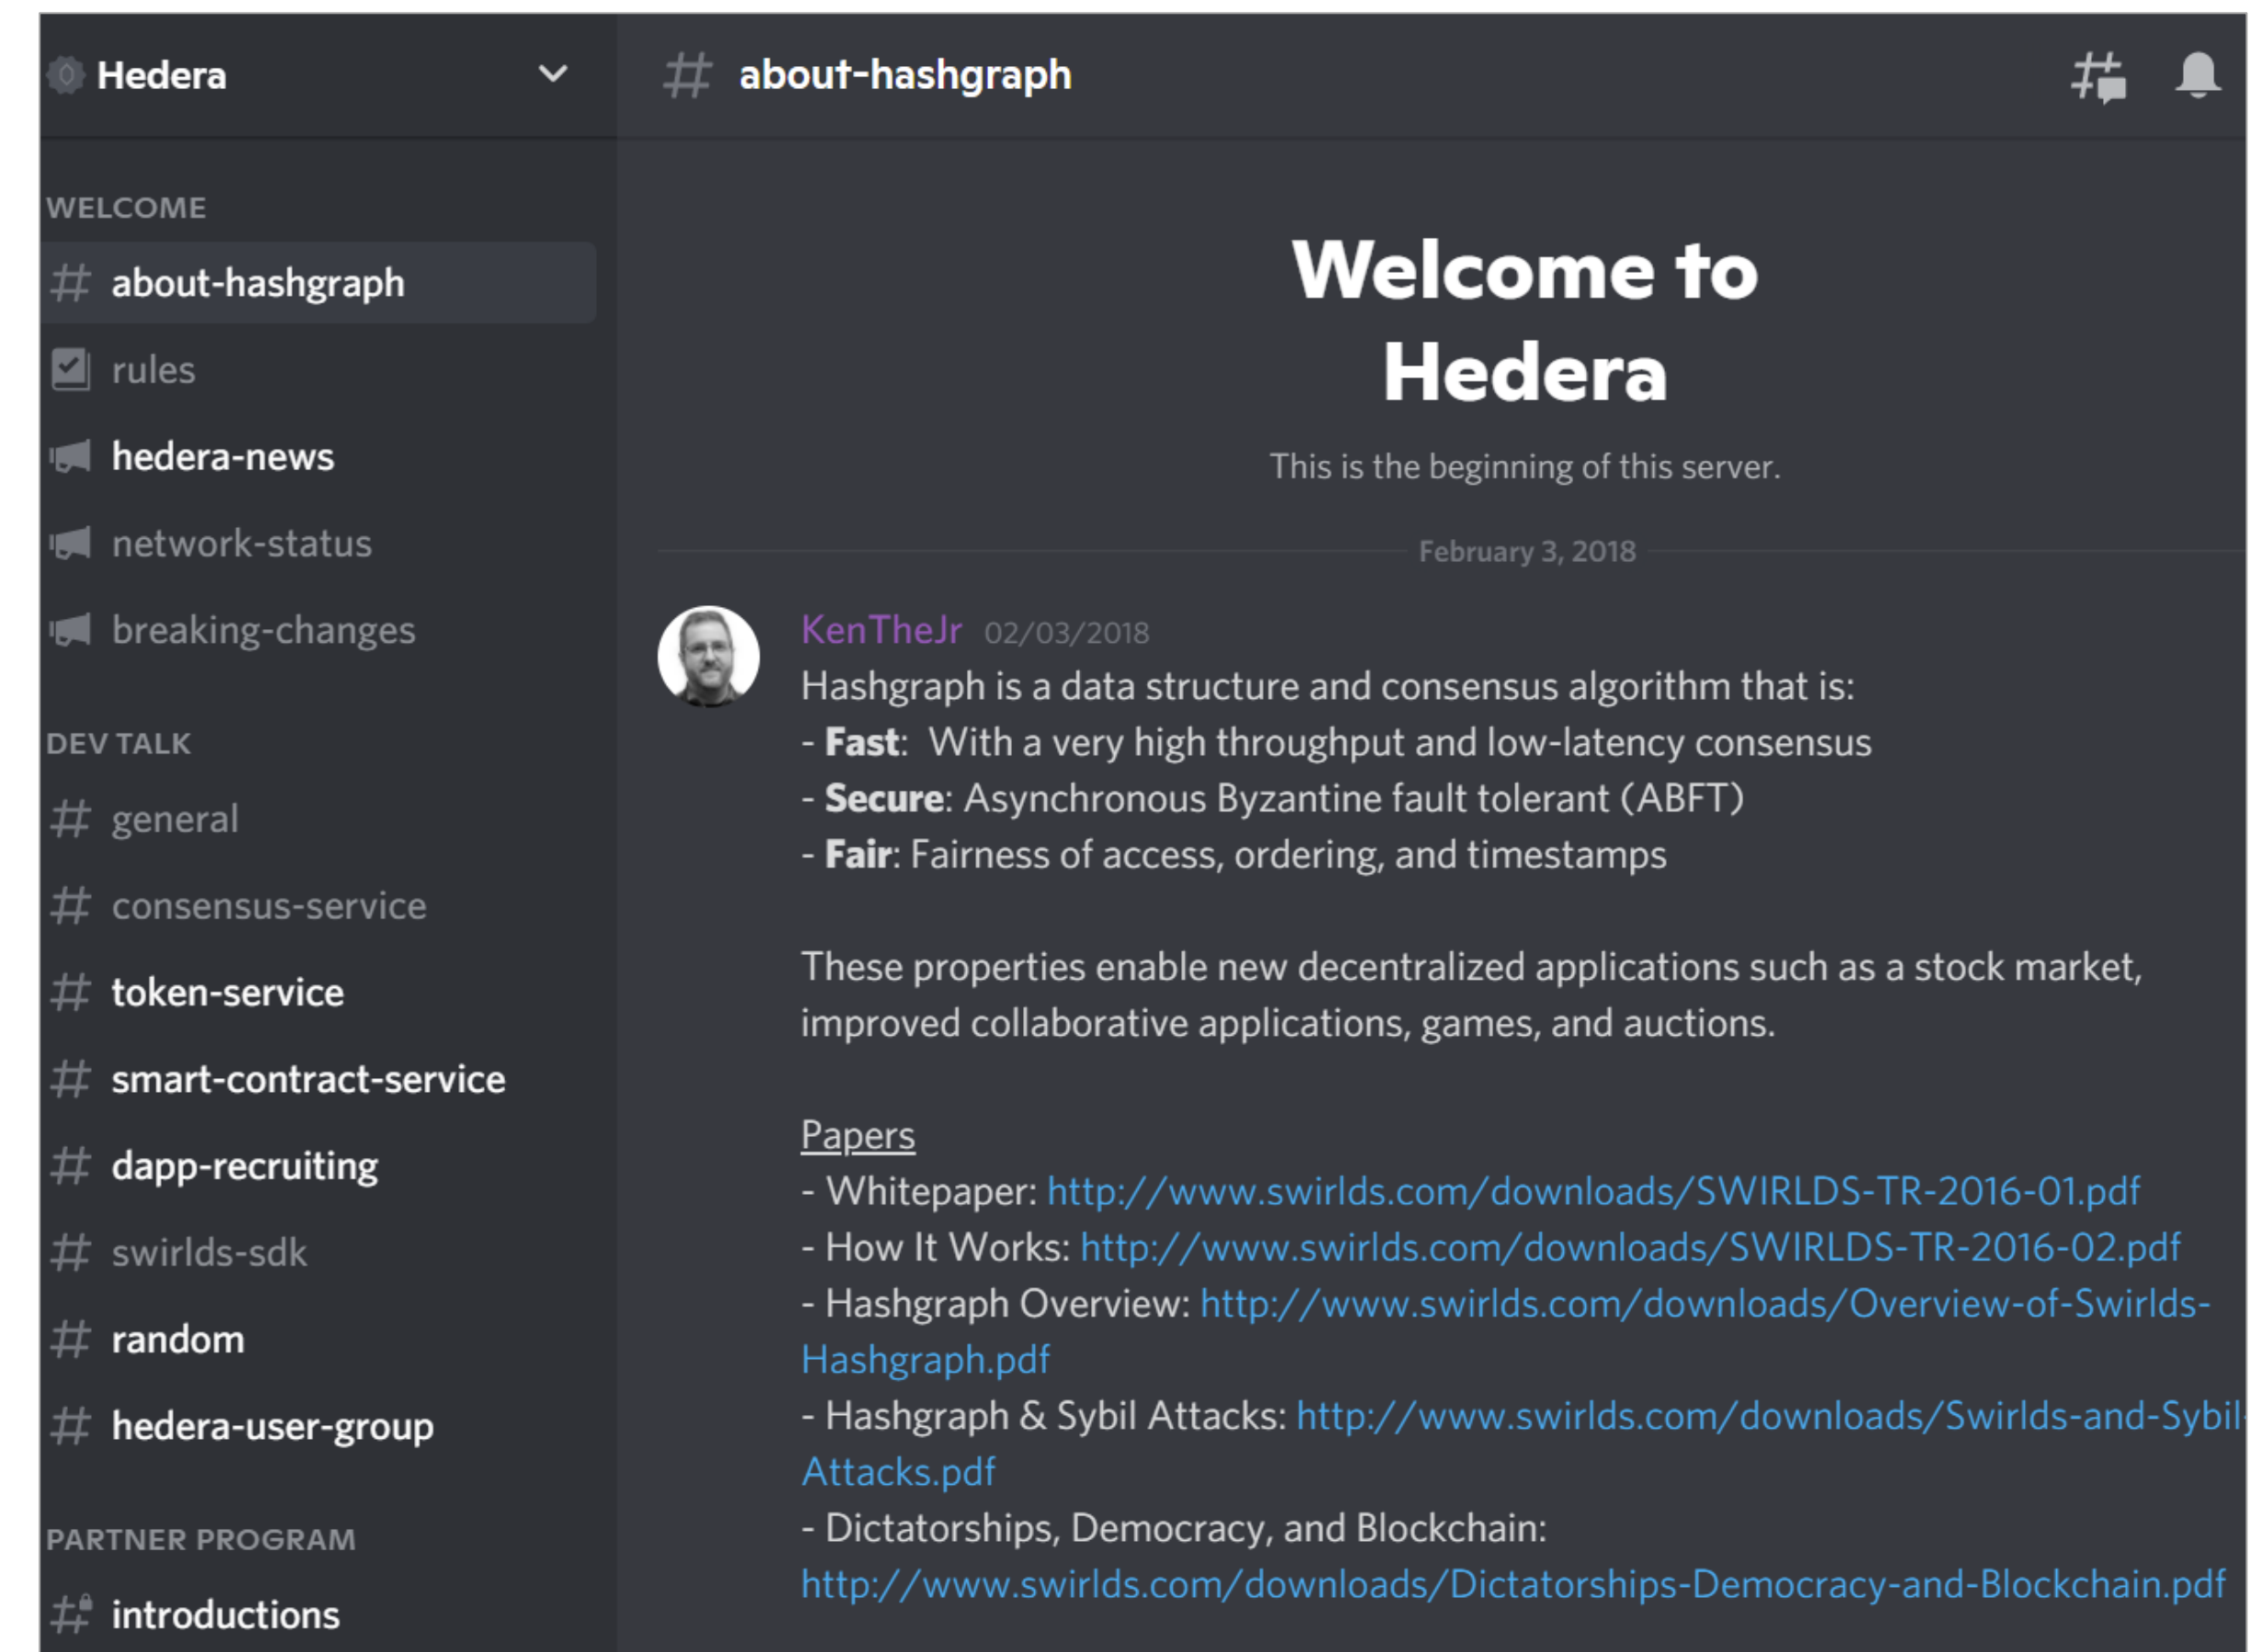 Hedera
WELCOME
about-hashgraph
rules
hedera-news
network-status
breaking-changes
DEV TALK
general
consensus-service
token-service
smart-contract-service
dapp-recruiting
swirlds-sdk
random
hedera-user-group
PARTNER PROGRAM
introductions
about-hashgraph
Welcome to
Hedera
This is the beginning of this server.
February 3, 2018
KenTheJr 02/03/2018
Hashgraph is a data structure and consensus algorithm that is:
- Fast:  With a very high throughput and low-latency consensus
- Secure: Asynchronous Byzantine fault tolerant (ABFT)
- Fair: Fairness of access, ordering, and timestamps
These properties enable new decentralized applications such as a stock market,
improved collaborative applications, games, and auctions.
Papers
- Whitepaper: http://www.swirlds.com/downloads/SWIRLDS-TR-2016-01.pdf
- How It Works: http://www.swirlds.com/downloads/SWIRLDS-TR-2016-02.pdf
- Hashgraph Overview: http://www.swirlds.com/downloads/Overview-of-Swirlds-
Hashgraph.pdf
- Hashgraph & Sybil Attacks: http://www.swirlds.com/downloads/Swirlds-and-Sybil-
Attacks.pdf
- Dictatorships, Democracy, and Blockchain:
http://www.swirlds.com/downloads/Dictatorships-Democracy-and-Blockchain.pdf